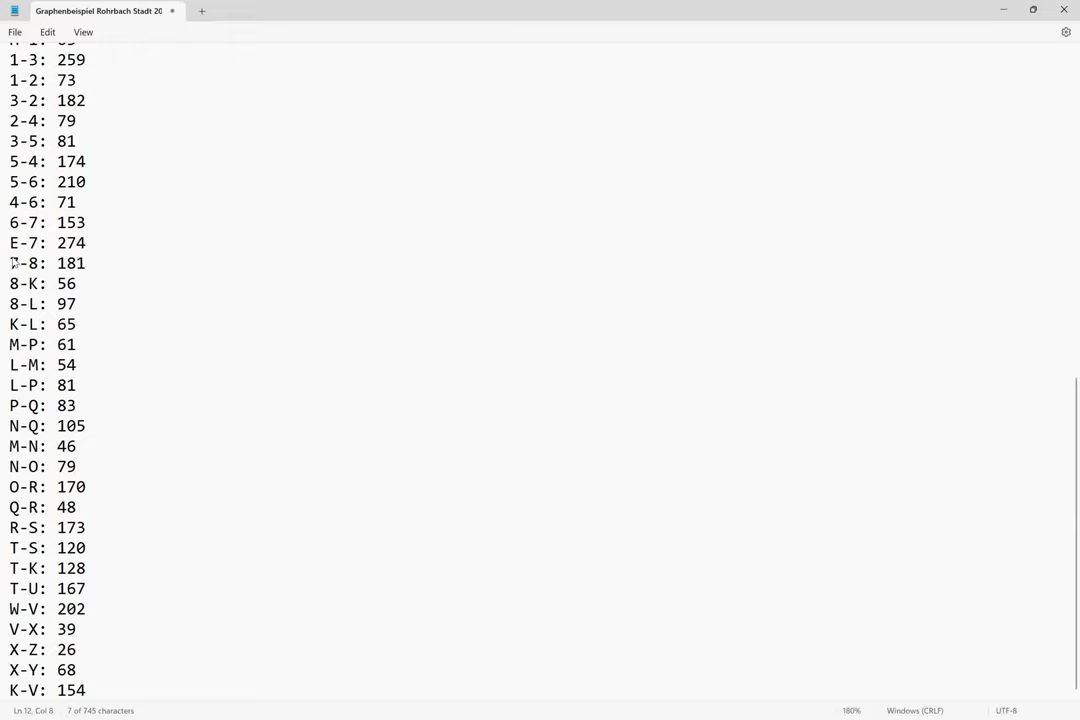 Graphenbeispiel Rohrbach Stadt 20
File Edit View
1-3: 259
1-2: 73
3-2: 182
2-4: 79
3-5: 81
5-4: 174
5-6: 210
4-6: 71
6-7: 153
E-7: 274
181
8-K: 56
8-L: 97
K-L: 65
M-P: 61
L-M: 54
L-P: 81
P-Q: 83
N-Q: 105
M-N: 46
N-O: 79
O-R: 170
Q-R: 48
R-S: 173
T-S: 120
T-K: 128
T-U: 167
W-V: 202
V-X: 39
X-Z: 26
X-Y: 68
K-V: 154
Ln 12, Col 8 7 of 745 characters 180% Windows (CRLF) UTF-8